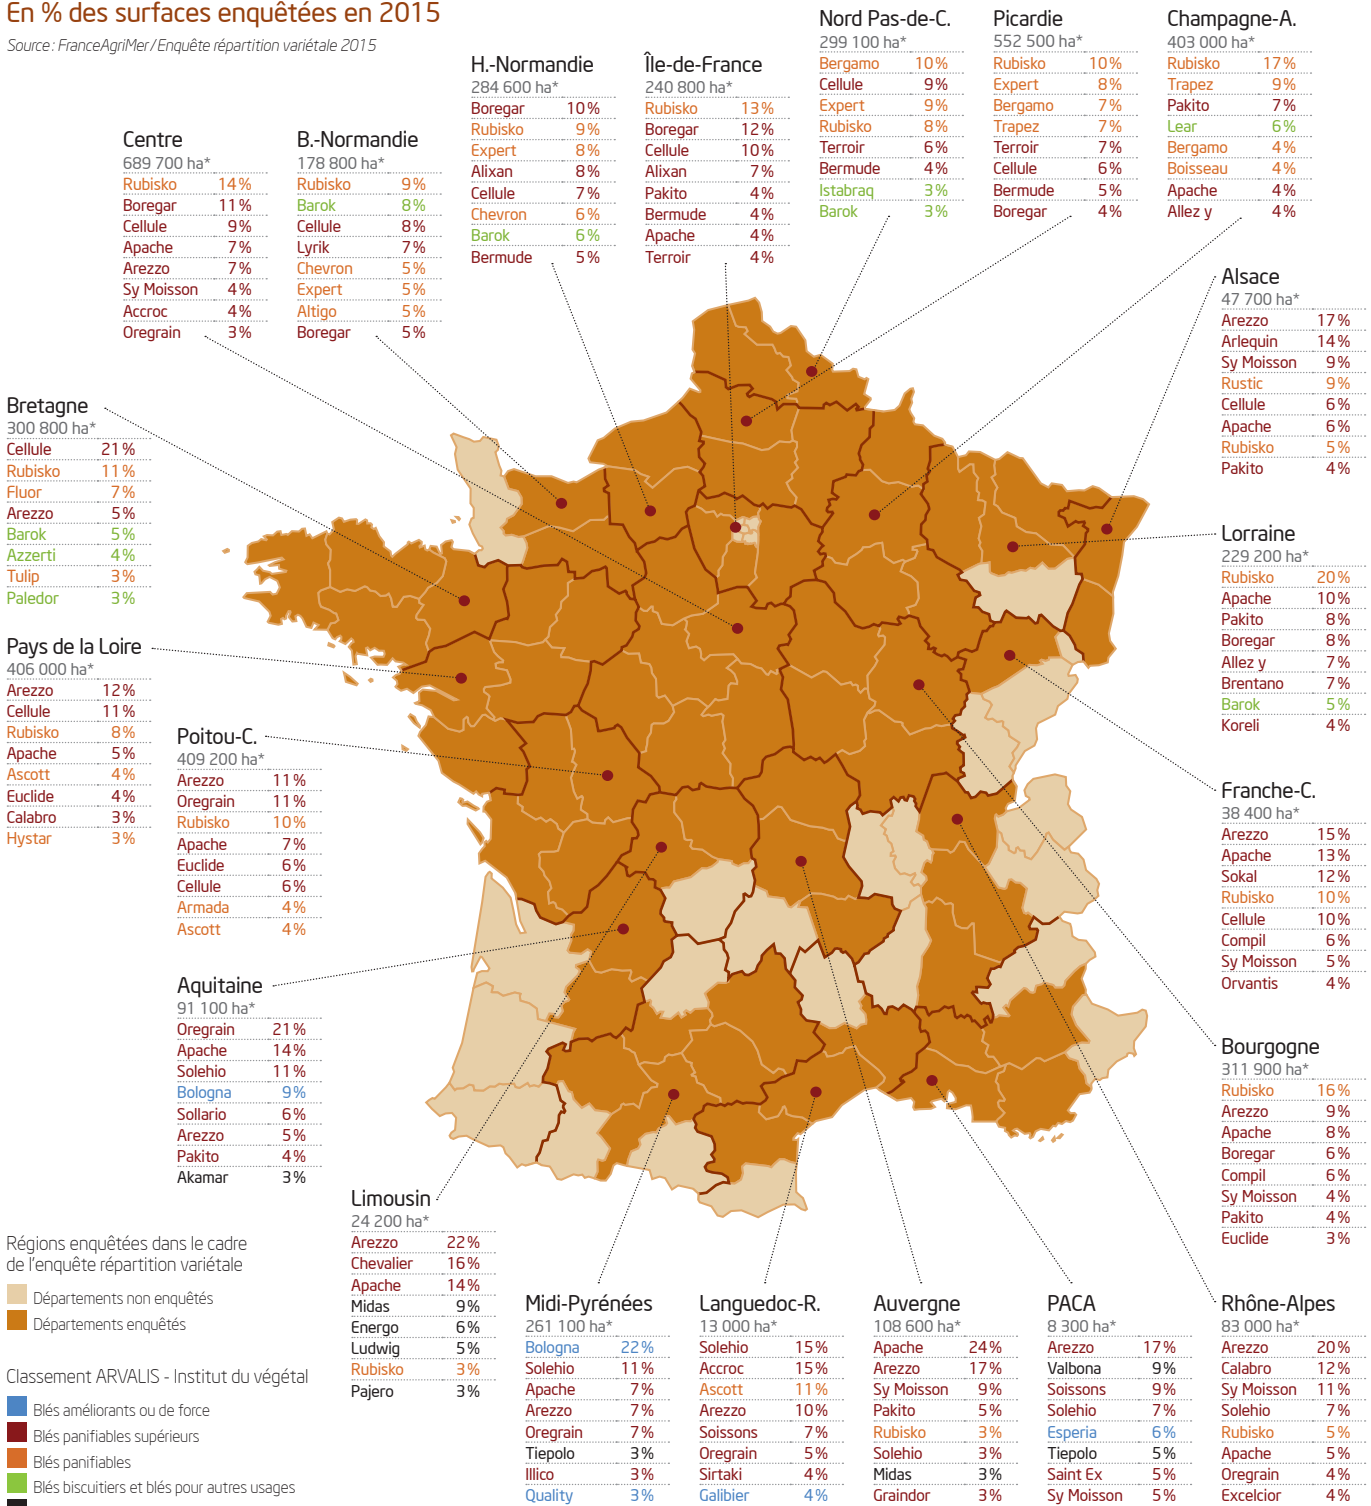 En % des surfaces enquêtées en 2015
Source : FranceAgriMer / Enquête répartition variétale 2015
Centre
689 700 ha*
Rubisko 14 %
Boregar 11 %
Cellule 9 %
Apache 7 %
Arezzo 7 %
Sy Moisson 4 %
Accroc 4 %
Oregrain 3 %
B.-Normandie
178 800 ha*
Rubisko 9 %
Barok 8 %
Cellule 8 %
Lyrik 7 %
Chevron 5 %
Expert 5 %
Altigo 5 %
Boregar 5 %
H.-Normandie
284 600 ha*
Boregar 10 %
Rubisko 9 %
Expert 8 %
Alixan 8 %
Cellule 7 %
Chevron 6 %
Barok 6 %
Bermude 5 %
Île-de-France
240 800 ha*
Rubisko 13 %
Boregar 12 %
Cellule 10 %
Alixan 7 %
Pakito 4 %
Bermude 4 %
Apache 4 %
Terroir 4 %
Nord Pas-de-C.
299 100 ha*
Bergamo 10 %
Cellule 9 %
Expert 9 %
Rubisko 8 %
Terroir 6 %
Bermude 4 %
Istabraq 3 %
Barok 3 %
Picardie
552 500 ha*
Rubisko 10 %
Expert 8 %
Bergamo 7 %
Trapez 7 %
Terroir 7 %
Cellule 6 %
Bermude 5 %
Boregar 4 %
Champagne-A.
403 000 ha*
Rubisko 17 %
Trapez 9 %
Pakito 7 %
Lear 6 %
Bergamo 4 %
Boisseau 4 %
Apache 4 %
Allez y 4 %
Alsace
47 700 ha*
Arezzo 17 %
Arlequin 14 %
Sy Moisson 9 %
Rustic 9 %
Cellule 6 %
Apache 6 %
Rubisko 5 %
Pakito 4 %
Bretagne
300 800 ha*
Cellule 21 %
Rubisko 11 %
Fluor 7 %
Arezzo 5 %
Barok 5 %
Azzerti 4 %
Tulip 3 %
Paledor 3 %
Lorraine
229 200 ha*
Rubisko 20 %
Apache 10 %
Pakito 8 %
Boregar 8 %
Allez y 7 %
Brentano 7 %
Barok 5 %
Koreli 4 %
Pays de la Loire
406 000 ha*
Arezzo 12 %
Cellule 11 %
Rubisko 8 %
Apache 5 %
Ascott 4 %
Euclide 4 %
Calabro 3 %
Hystar 3 %
Poitou-C.
409 200 ha*
Arezzo 11 %
Oregrain 11 %
Rubisko 10 %
Apache 7 %
Euclide 6 %
Cellule 6 %
Armada 4 %
Ascott 4 %
Franche-C.
38 400 ha*
Arezzo 15 %
Apache 13 %
Sokal 12 %
Rubisko 10 %
Cellule 10 %
Compil 6 %
Sy Moisson 5 %
Orvantis 4 %
Aquitaine
91 100 ha*
Oregrain 21 %
Apache 14 %
Solehio 11 %
Bologna 9 %
Sollario 6 %
Arezzo 5 %
Pakito 4 %
Akamar 3 %
Bourgogne
311 900 ha*
Rubisko 16 %
Arezzo 9 %
Apache 8 %
Boregar 6 %
Compil 6 %
Sy Moisson 4 %
Pakito 4 %
Euclide 3 %
Limousin
24 200 ha*
Arezzo 22 %
Chevalier 16 %
Apache 14 %
Midas 9 %
Energo 6 %
Ludwig 5 %
Rubisko 3 %
Pajero 3 %
Midi-Pyrénées
261 100 ha*
Bologna 22 %
Solehio 11 %
Apache 7 %
Arezzo 7 %
Oregrain 7 %
Tiepolo 3 %
Illico 3 %
Quality 3 %
Languedoc-R.
13 000 ha*
Solehio 15 %
Accroc 15 %
Ascott 11 %
Arezzo 10 %
Soissons 7 %
Oregrain 5 %
Sirtaki 4 %
Galibier 4 %
Auvergne
108 600 ha*
Apache 24 %
Arezzo 17 %
Sy Moisson 9 %
Pakito 5 %
Rubisko 3 %
Solehio 3 %
Midas 3 %
Graindor 3 %
PACA
8 300 ha*
Arezzo 17 %
Valbona 9 %
Soissons 9 %
Solehio 7 %
Esperia 6 %
Tiepolo 5 %
Saint Ex 5 %
Sy Moisson 5 %
Rhône-Alpes
83 000 ha*
Arezzo 20 %
Calabro 12 %
Sy Moisson 11 %
Solehio 7 %
Rubisko 5 %
Apache 5 %
Oregrain 4 %
Excelcior 4 %
Régions enquêtées dans le cadre
de l'enquête répartition variétale
Départements non enquêtés
Départements enquêtés
Classement ARVALIS - Institut du végétal
Blés améliorants ou de force
Blés panifiables supérieurs
Blés panifiables
Blés biscuitiers et blés pour autres usages